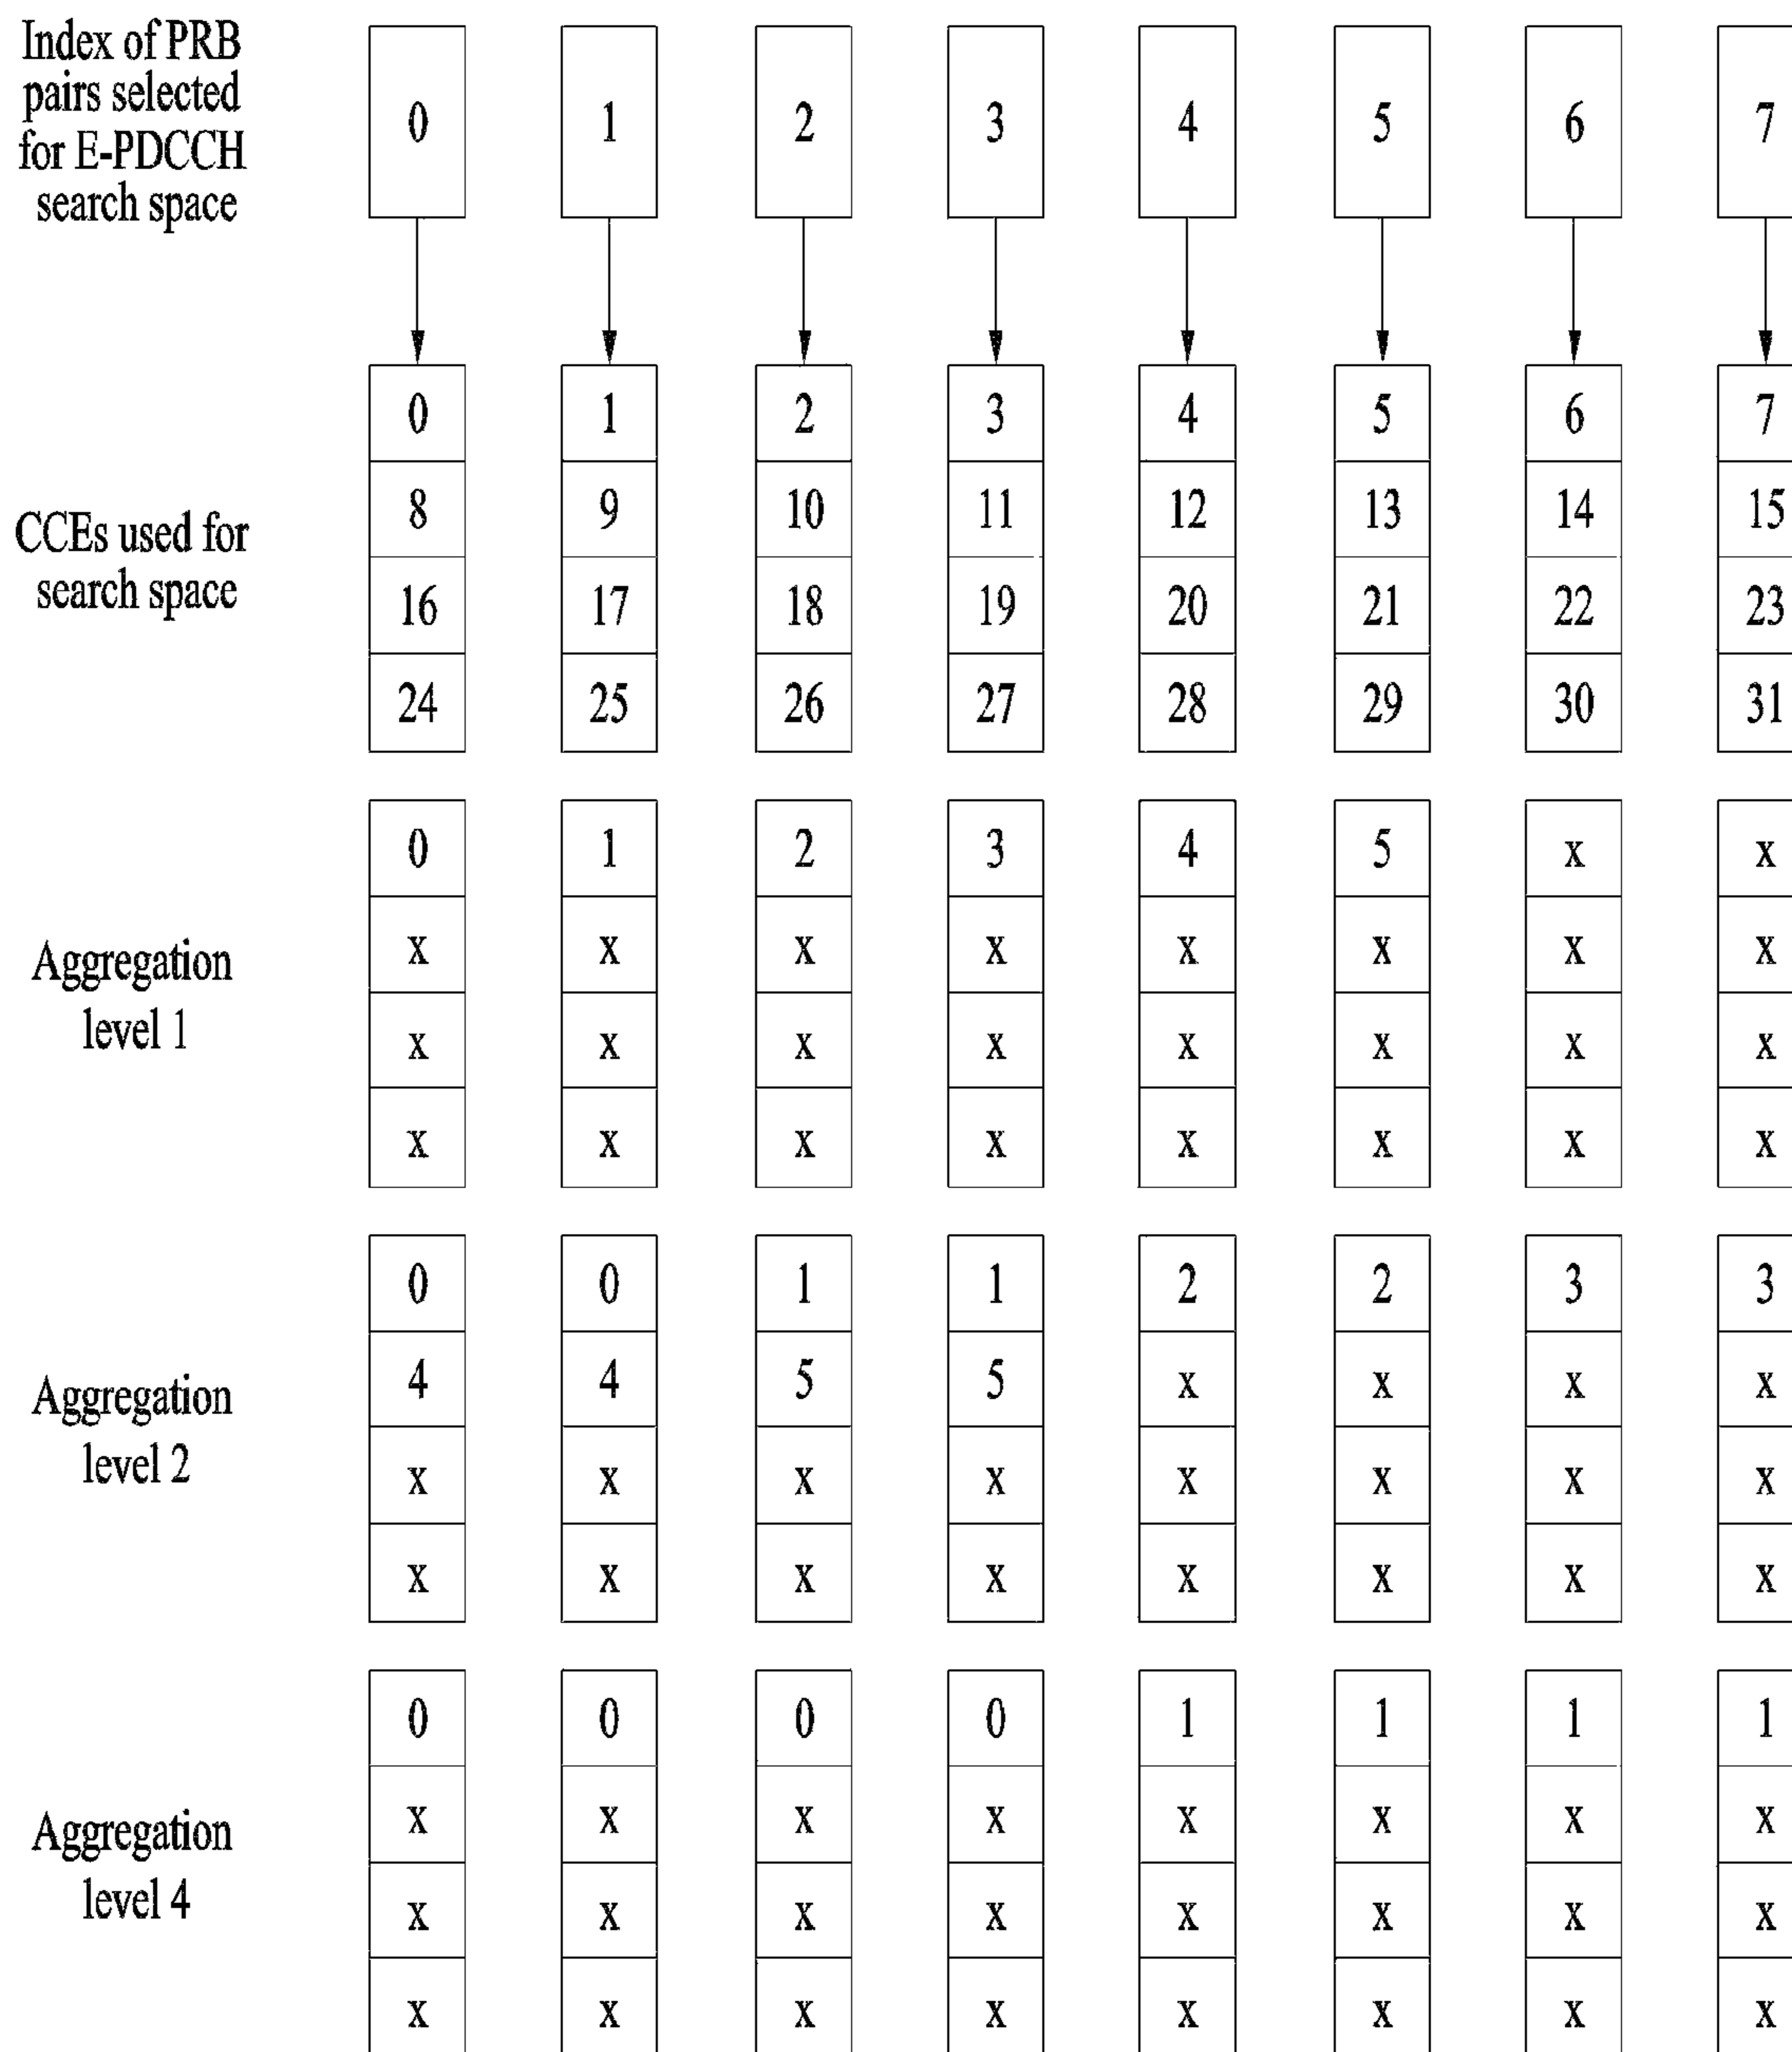 Index of PRB
pairs selected
for E-PDCCH
search space
0 1 2 3 4 5 6 7
CCEs used for
search space
0 1 2 3 4 5 6 7
8 9 10 11 12 13 14 15
16 17 18 19 20 21 22 23
24 25 26 27 28 29 30 31
Aggregation
level 1
0 1 2 3 4 5 x x
x x x x x x x x
x x x x x x x x
x x x x x x x x
Aggregation
level 2
0 0 1 1 2 2 3 3
4 4 5 5 x x x x
x x x x x x x x
x x x x x x x x
Aggregation
level 4
0 0 0 0 1 1 1 1
x x x x x x x x
x x x x x x x x
x x x x x x x x